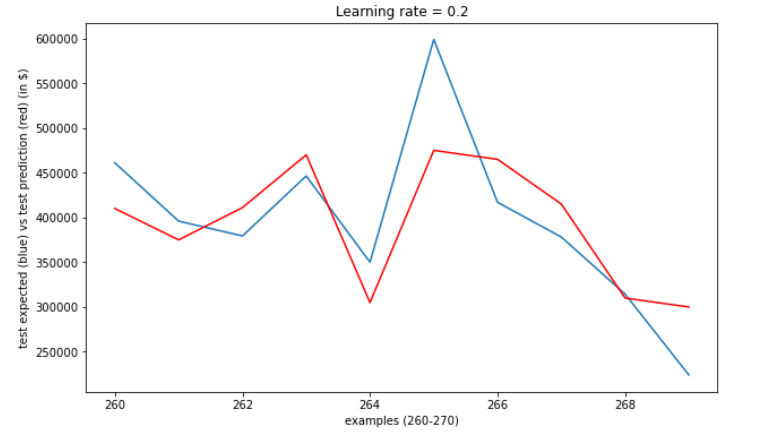 Learning rate = 0.2
test expected (blue) vs test prediction (red) (in $)
600000
550000
500000
450000
400000
350000
300000
250000
260 262 264 266 268
examples (260-270)